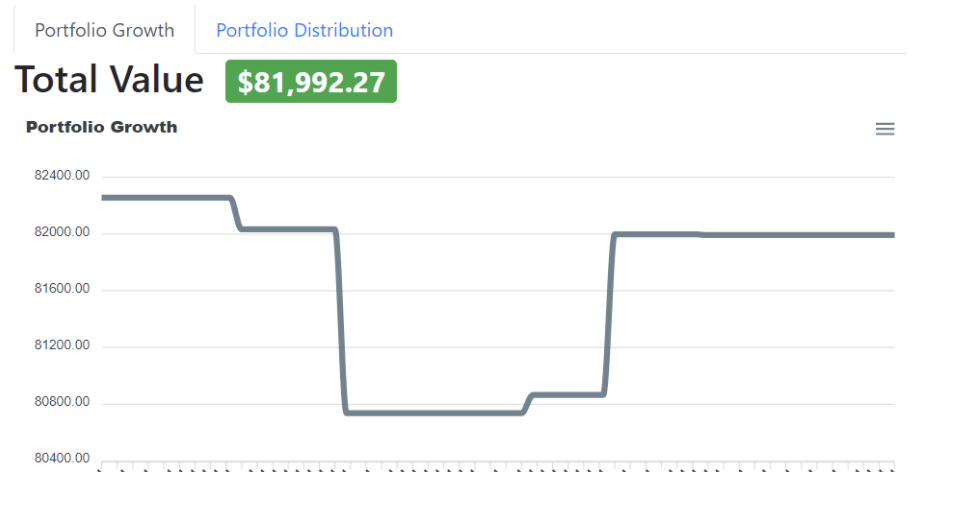 Portfolio Growth Portfolio Distribution
Total Value $81,992.27
Portfolio Growth
82400.00
82000.00
81600.00
81200.00
80800.00
80400.00